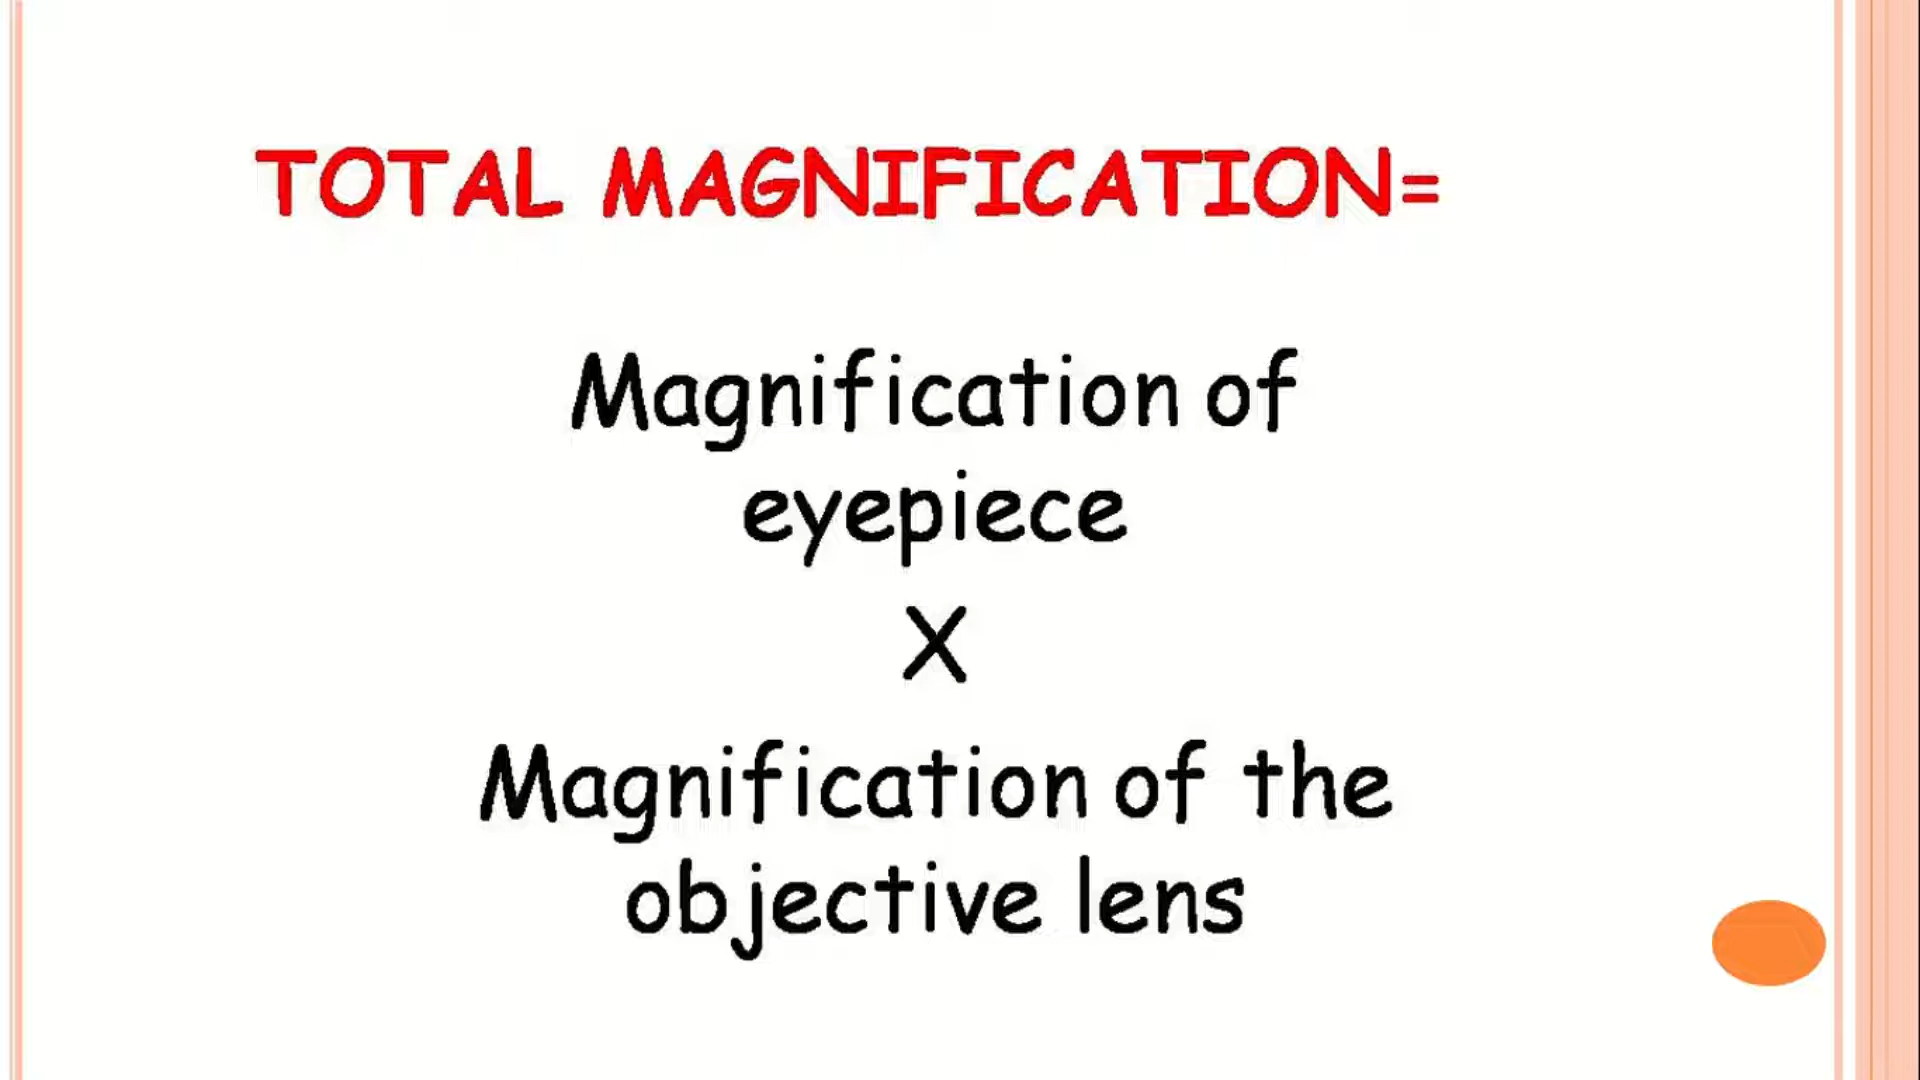 TOTAL MAGNIFICATION=
Magnification of
eyepiece
X
Magnification of the
objective lens